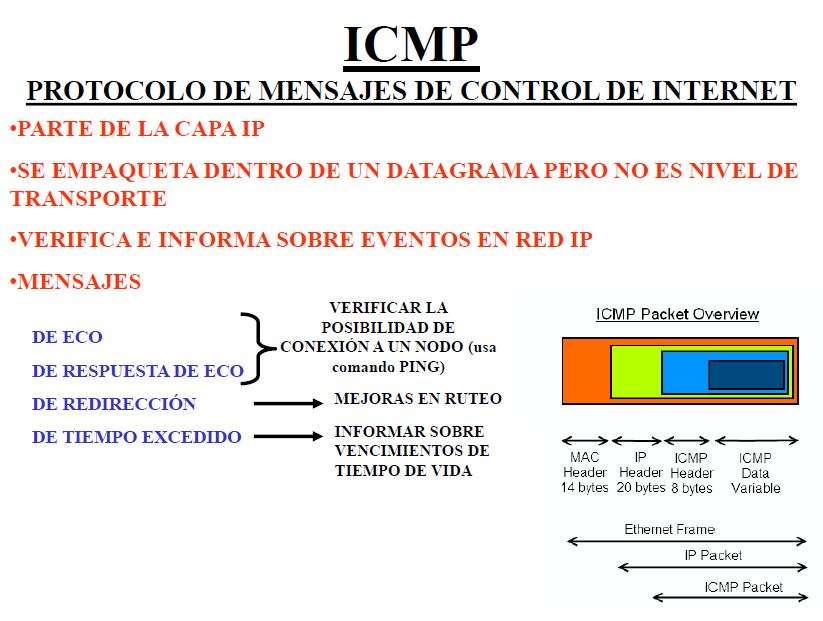 ICMP
PROTOCOLO DE MENSAJES DE CONTROL DE INTERNET
•PARTE DE LA CAPA IP
•SE EMPAQUETA DENTRO DE UN DATAGRAMA PERO NO ES NIVEL DE
TRANSPORTE
•VERIFICA E INFORMA SOBRE EVENTOS EN RED IP
•MENSAJES
DE ECO
DE RESPUESTA DE ECO
VERIFICAR LA
POSIBILIDAD DE
CONEXIÓN A UN NODO (usa
comando PING)
DE REDIRECCIÓN
MEJORAS EN RUTEO
DE TIEMPO EXCEDIDO
INFORMAR SOBRE
VENCIMIENTOS DE
TIEMPO DE VIDA
ICMP Packet Overview
MAC
Header
14 bytes
IP
Header
20 bytes
ICMP
Header
8 bytes
ICMP
Data
Variable
Ethernet Frame
IP Packet
ICMP Packet